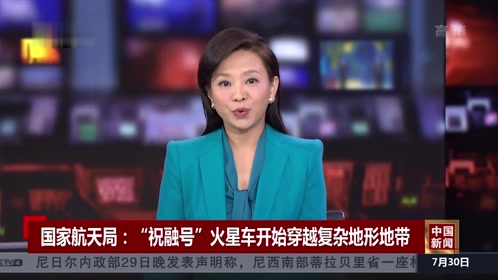 高清
国家航天局：“祝融号”火星车开始穿越复杂地形地带
中国
新闻
CCTV4
尼日尔内政部29日晚发表声明称，尼西南部蒂拉贝里省一座村
7月30日